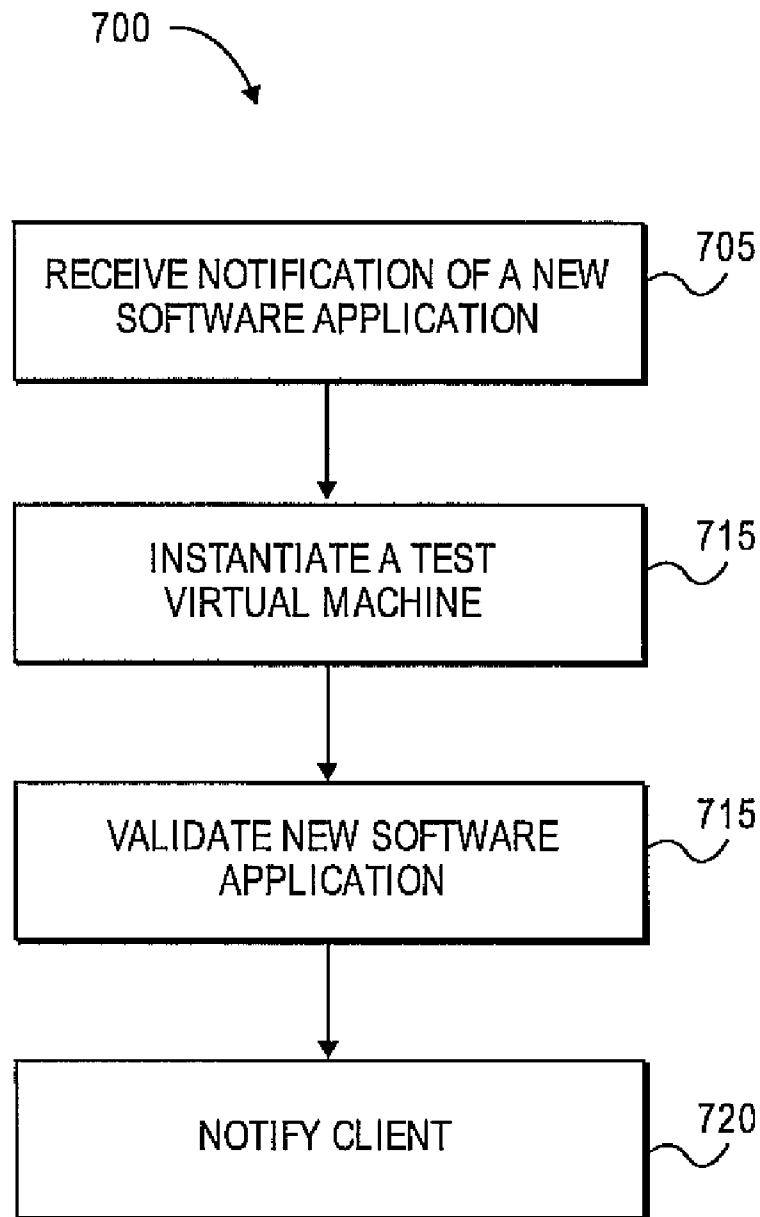 700
RECEIVE NOTIFICATION OF A NEW
SOFTWARE APPLICATION
705
INSTANTIATE A TEST
VIRTUAL MACHINE
715
VALIDATE NEW SOFTWARE
APPLICATION
715
NOTIFY CLIENT
720